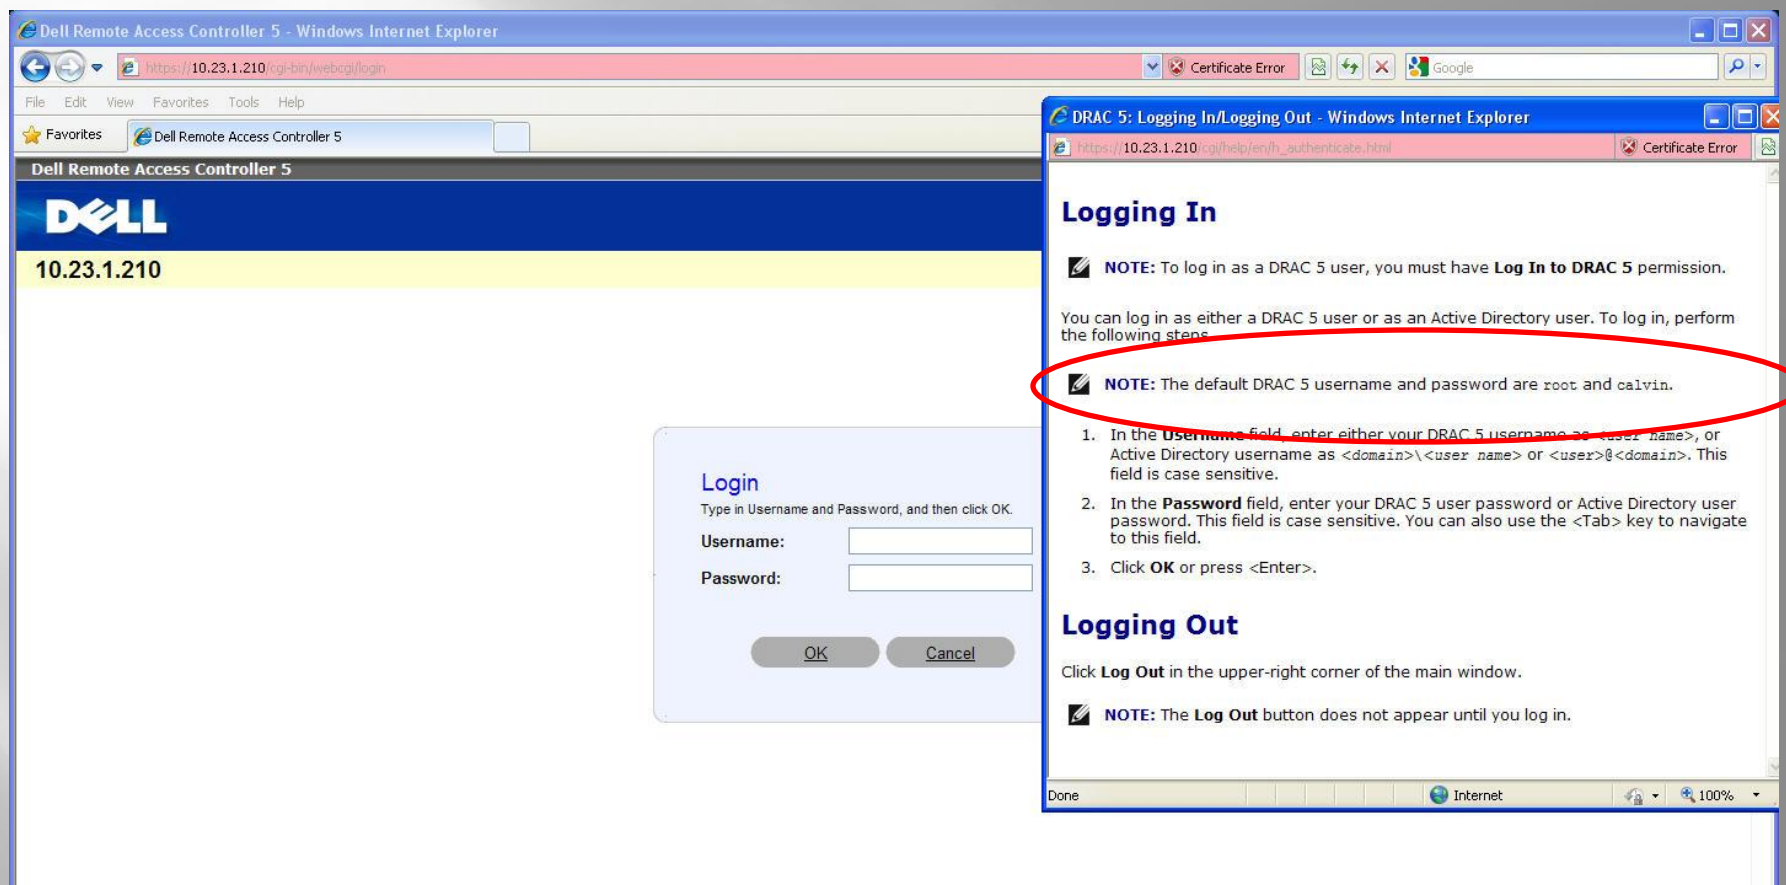 Dell Remote Access Controller 5 - Windows Internet Explorer
https://10.23.1.210/cgi-bin/webcgi/login
Certificate Error
Google
File Edit View Favorites Tools Help
Favorites
Dell Remote Access Controller 5
Dell Remote Access Controller 5
DELL
10.23.1.210
Login
Type in Username and Password, and then click OK.
Username:
Password:
OK
Cancel
DRAC 5: Logging In/Logging Out - Windows Internet Explorer
https://10.23.1.210/cgi/help/en/h_authenticate.html
Certificate Error
Logging In
NOTE: To log in as a DRAC 5 user, you must have Log In to DRAC 5 permission.
You can log in as either a DRAC 5 user or as an Active Directory user. To log in, perform
the following steps
NOTE: The default DRAC 5 username and password are root and calvin.
1. In the Username field, enter either your DRAC 5 username as <user name>, or
Active Directory username as <domain>\<user name> or <user>@<domain>. This
field is case sensitive.
2. In the Password field, enter your DRAC 5 user password or Active Directory user
password. This field is case sensitive. You can also use the <Tab> key to navigate
to this field.
3. Click OK or press <Enter>.
Logging Out
Click Log Out in the upper-right corner of the main window.
NOTE: The Log Out button does not appear until you log in.
Done
Internet
100%